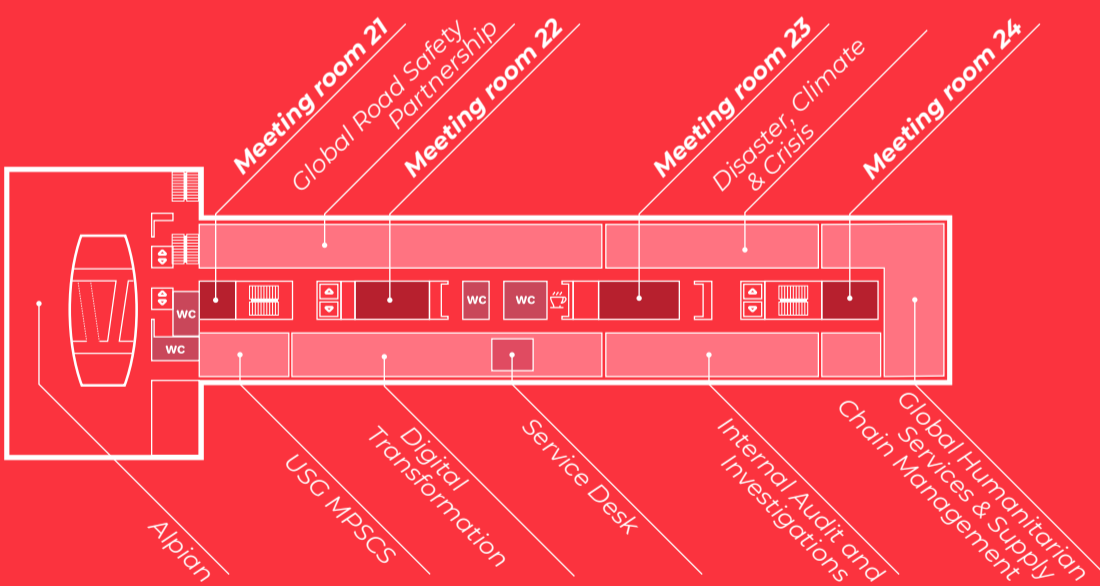 Meeting room 21
Global Road Safety
Partnership
Meeting room 22
Meeting room 23
Disaster, Climate
& Crisis
Meeting room 24
WC
WC
WC
WC
Alpian
USG MPSCS
Digital
Transformation
Service Desk
Internal Audit and
Investigations
Global Humanitarian
Services & Supply
Chain Management